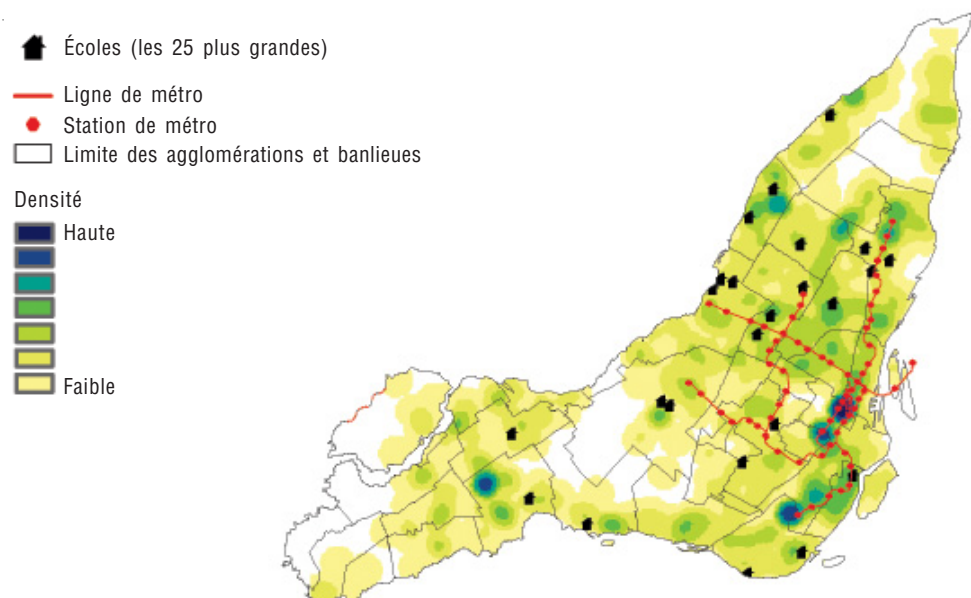 Écoles (les 25 plus grandes)
Ligne de métro
Station de métro
Limite des agglomérations et banlieues
Densité
Haute
Faible